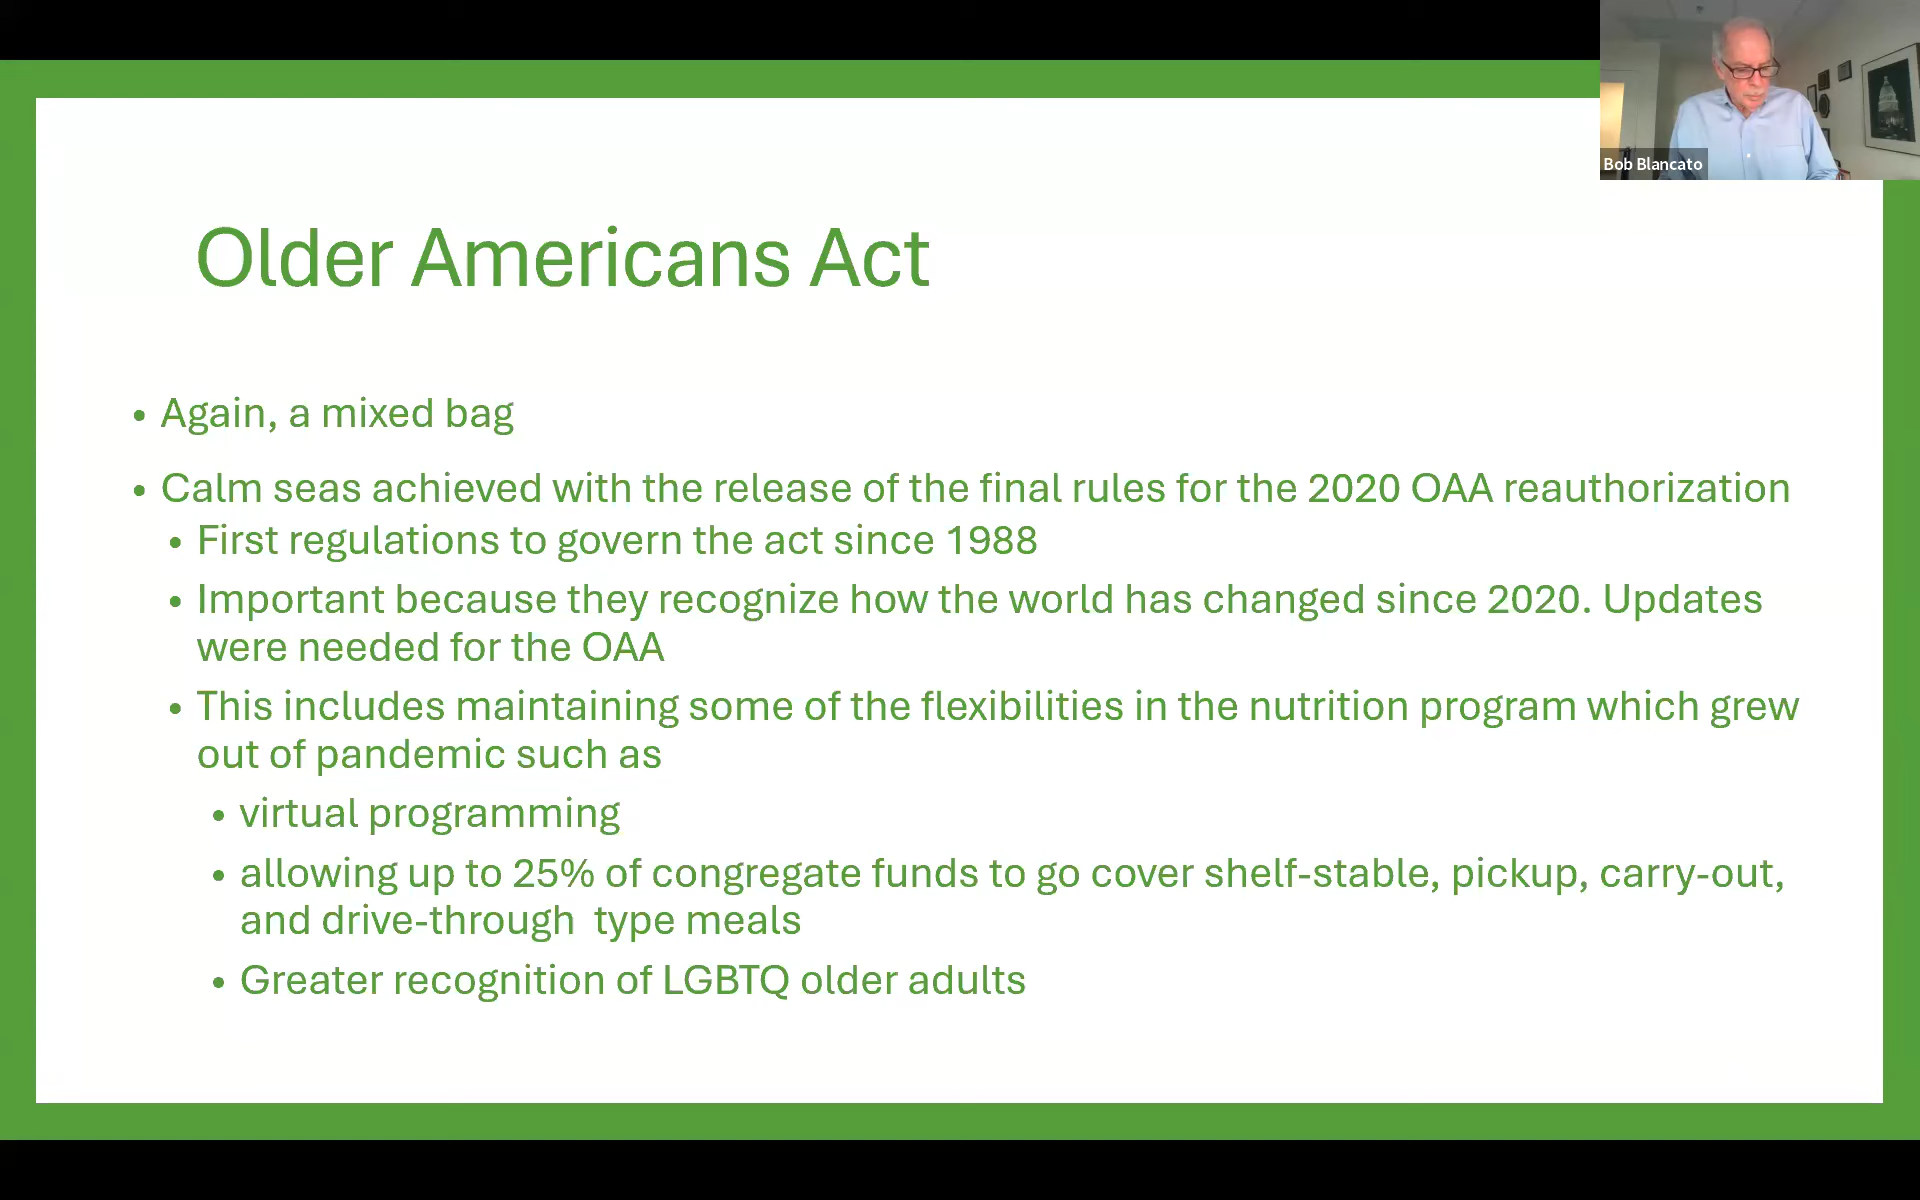 Bob Blancato
Older Americans Act
• Again, a mixed bag
• Calm seas achieved with the release of the final rules for the 2020 OAA reauthorization
• First regulations to govern the act since 1988
• Important because they recognize how the world has changed since 2020. Updates
were needed for the OAA
• This includes maintaining some of the flexibilities in the nutrition program which grew
out of pandemic such as
• virtual programming
• allowing up to 25% of congregate funds to go cover shelf-stable, pickup, carry-out,
and drive-through  type meals
• Greater recognition of LGBTQ older adults